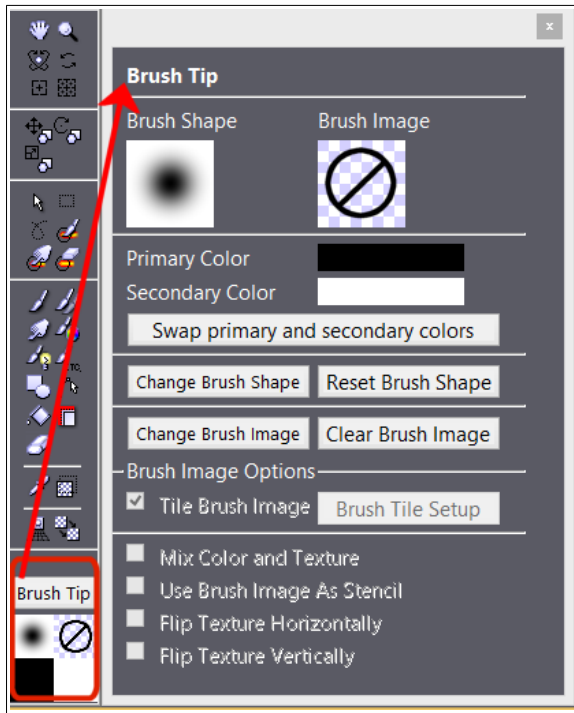 x
Brush Tip
Brush Shape Brush Image
Primary Color
Secondary Color
Swap primary and secondary colors
Change Brush Shape Reset Brush Shape
Change Brush Image Clear Brush Image
Brush Image Options
Tile Brush Image Brush Tile Setup
Mix Color and Texture
Use Brush Image As Stencil
Flip Texture Horizontally
Flip Texture Vertically
TO,
Brush Tip